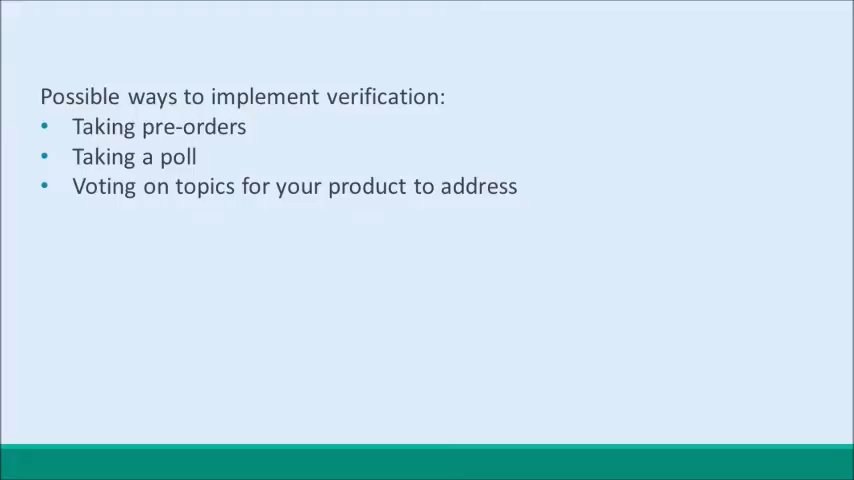 Possible ways to implement verification:
• Taking pre-orders
• Taking a poll
• Voting on topics for your product to address